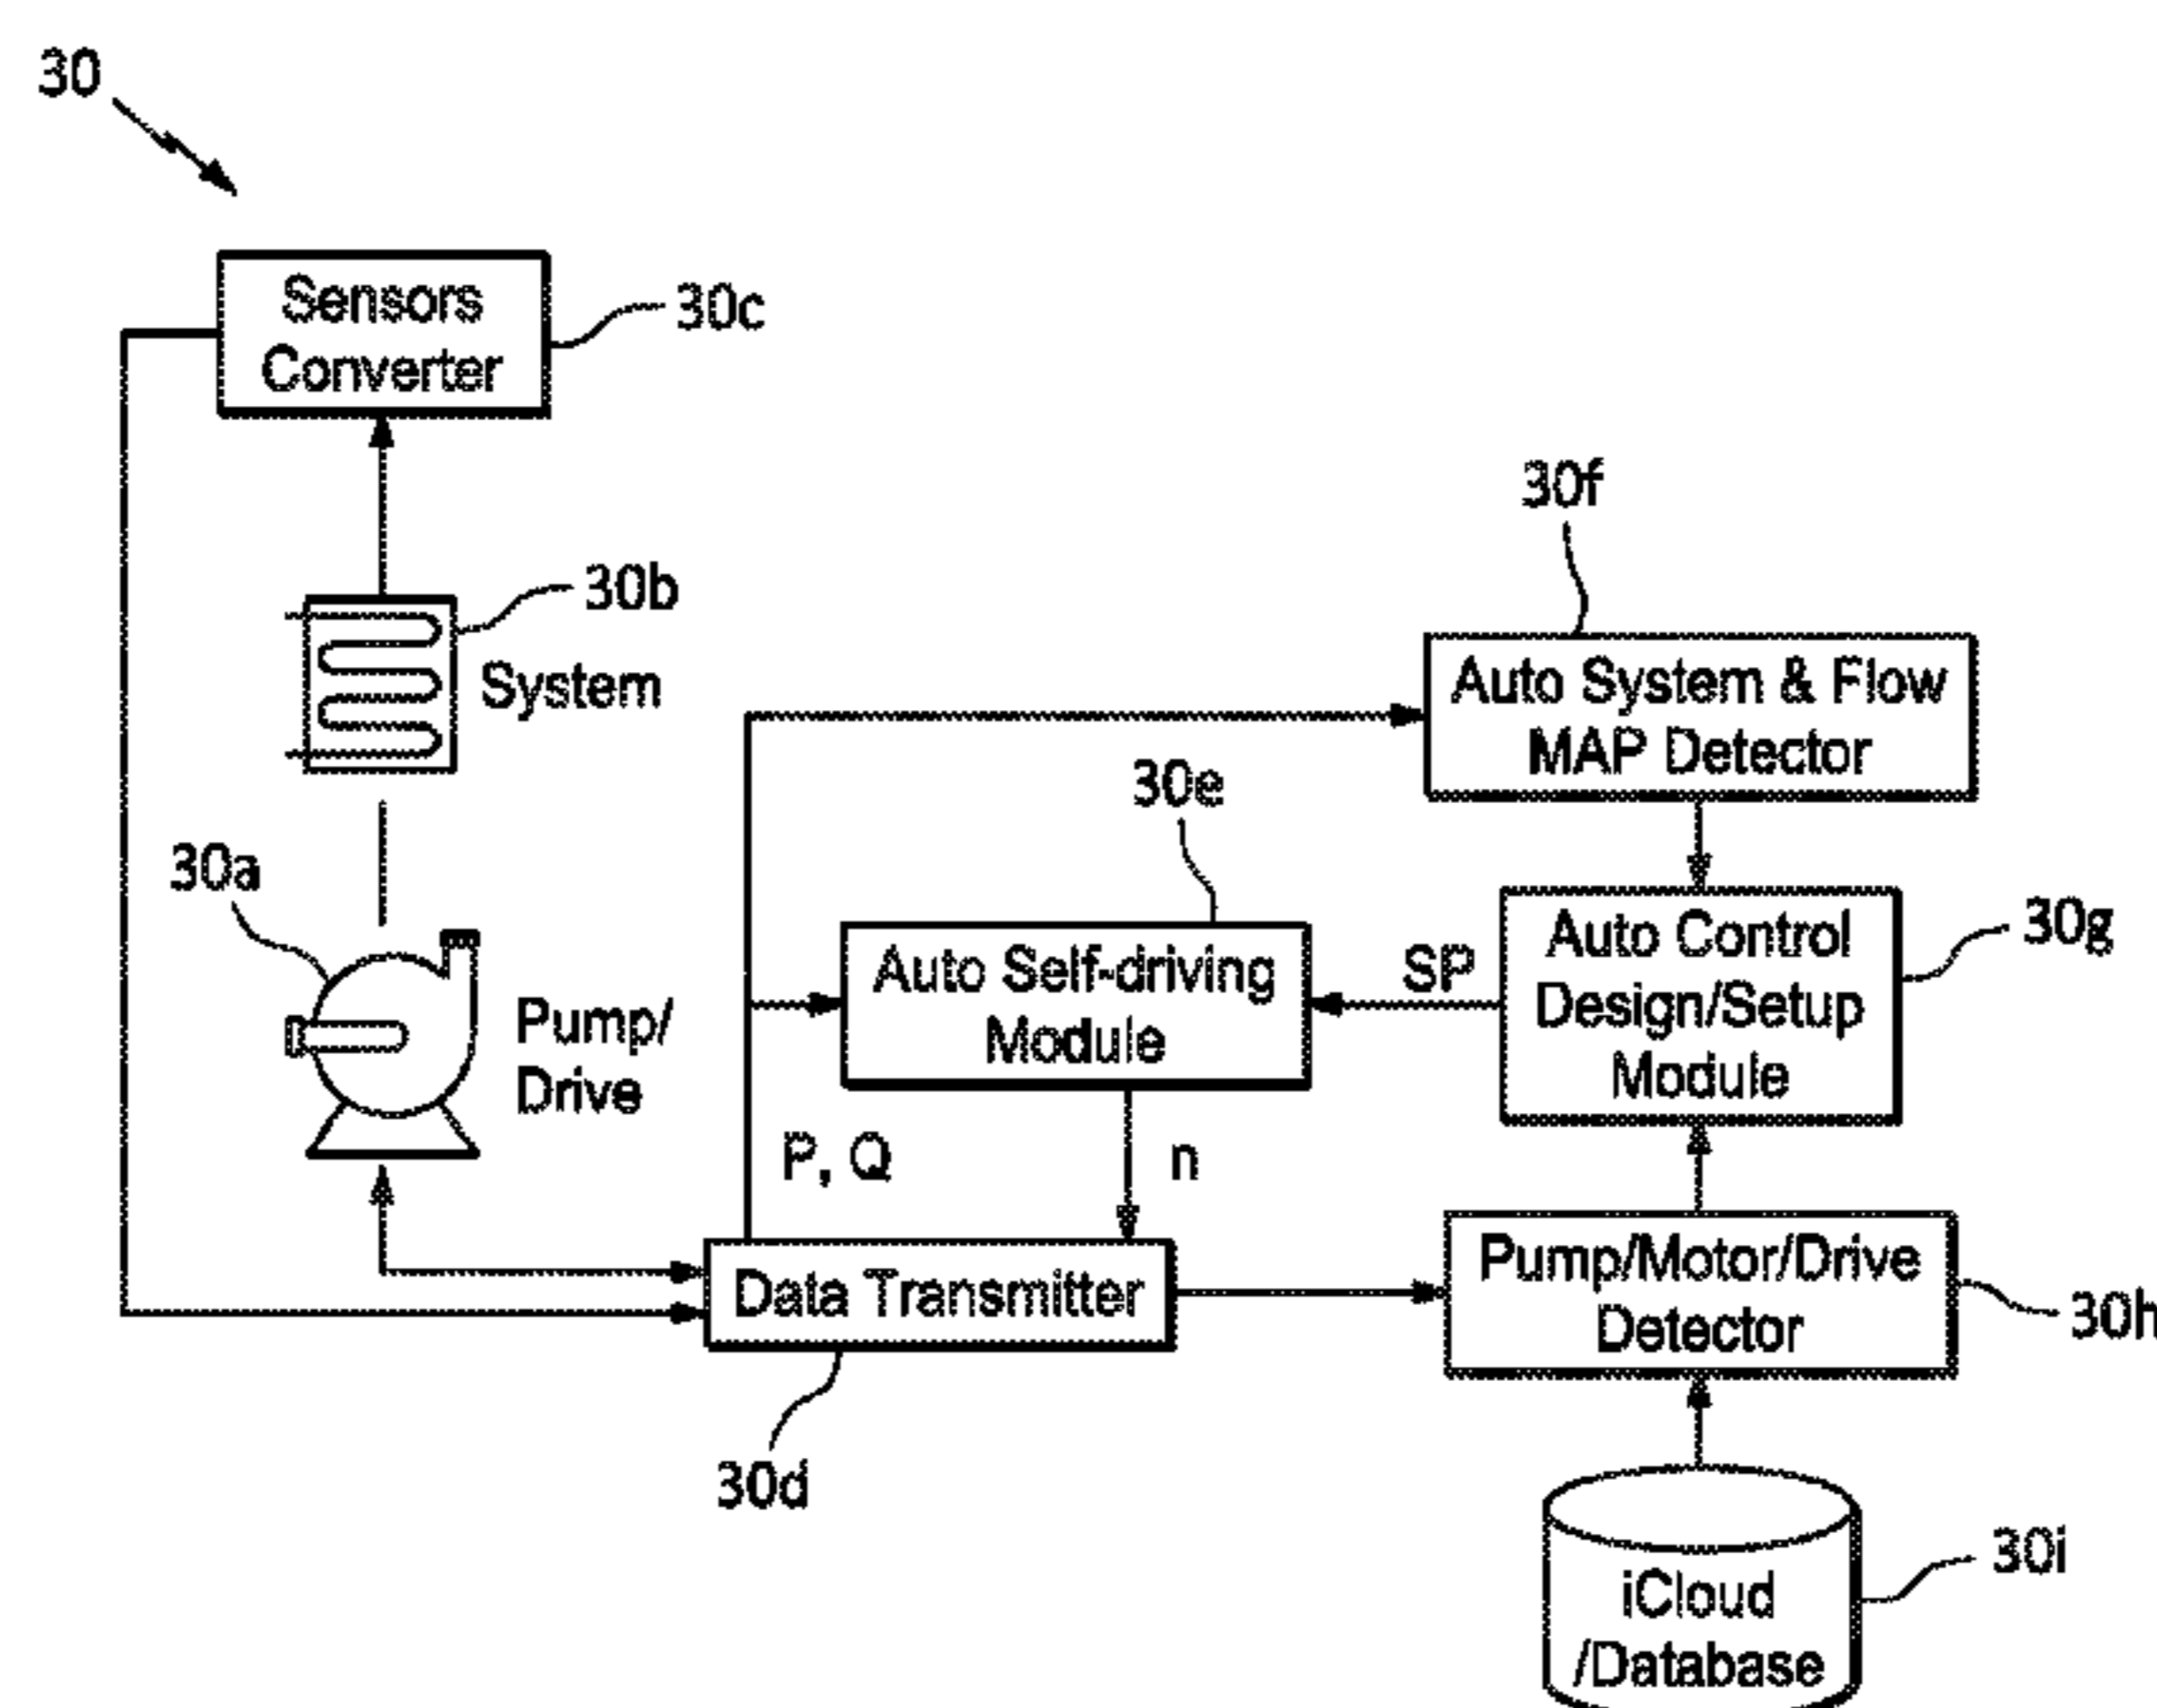 30
Sensors
Converter
30c
30b
System
30a
Pump/
Drive
30f
Auto System & Flow
MAP Detector
30e
Auto Self-driving
Module
SP
Auto Control
Design/Setup
Module
30g
P, Q
n
Data Transmitter
30d
Pump/Motor/Drive
Detector
30h
iCloud
/Database
30i